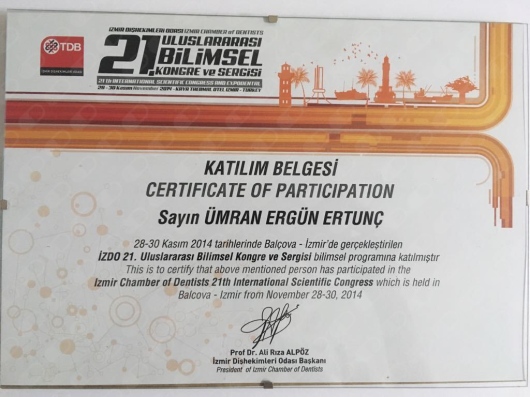 TDB
İZMİR DİŞHEKİMLERİ ODASI IZMIR CHAMBER of DENTISTS
21. ULUSLARARASI
BİLİMSEL
KONGRE ve SERGİSİ
21 th INTERNATIONAL SCIENTIFIC CONGRESS AND EXPODENTAL
28 - 30 Kasım November 2014 - KAYA THERMAL OTEL İZMİR - TURKEY
KATILIM BELGESİ
CERTIFICATE OF PARTICIPATION
Sayın ÜMRAN ERGÜN ERTUNÇ
28-30 Kasım 2014 tarihlerinde Balçova - İzmir'de gerçekleştirilen
İZDO 21. Uluslararası Bilimsel Kongre ve Sergisi bilimsel programına katılmıştır
This is to certify that above mentioned person has participated in the
Izmir Chamber of Dentists 21th International Scientific Congress which is held in
Balcova - Izmir from November 28-30, 2014
Prof Dr. Ali Rıza ALPÖZ
İzmir Dişhekimleri Odası Başkanı
President of Izmir Chamber of Dentists